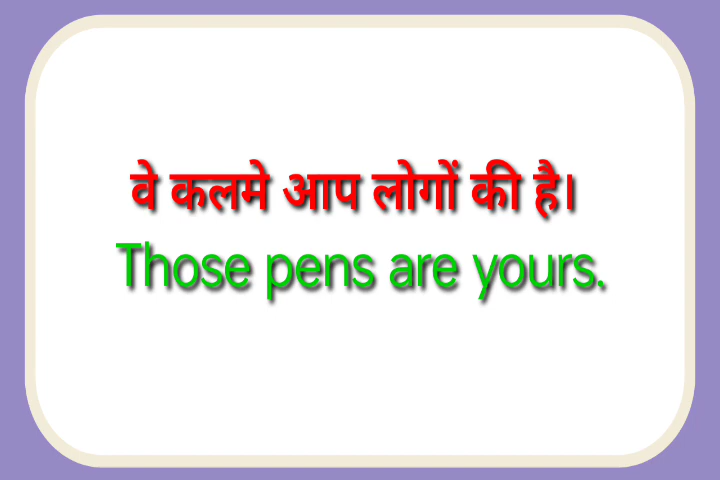 वे कलमे आप लोगों की है।
Those pens are yours.